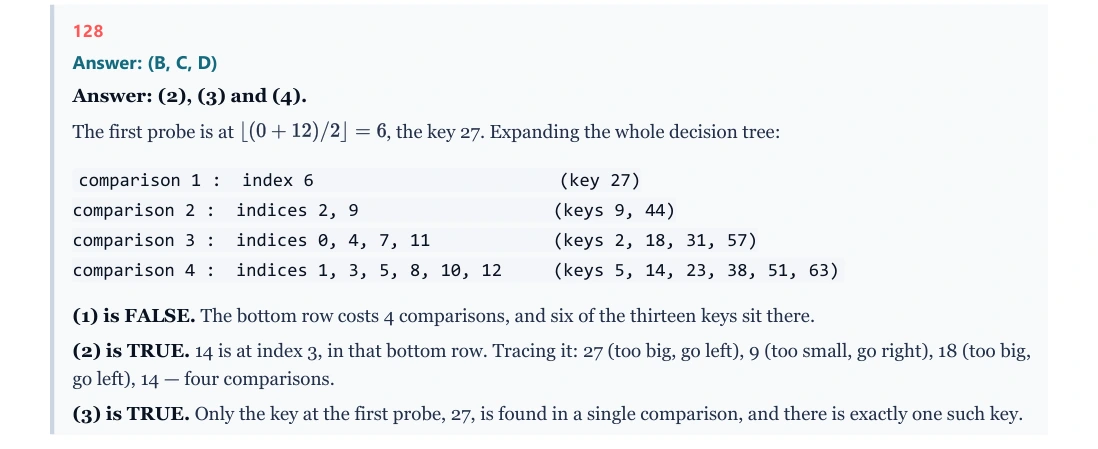 128
Answer: (B, C, D)
Answer: (2), (3) and (4).
The first probe is at ⌊(0 + 12)/2⌋ = 6, the key 27. Expanding the whole decision tree:
comparison 1 :  index 6                        (key 27)
comparison 2 :  indices 2, 9                   (keys 9, 44)
comparison 3 :  indices 0, 4, 7, 11            (keys 2, 18, 31, 57)
comparison 4 :  indices 1, 3, 5, 8, 10, 12     (keys 5, 14, 23, 38, 51, 63)
(1) is FALSE. The bottom row costs 4 comparisons, and six of the thirteen keys sit there.
(2) is TRUE. 14 is at index 3, in that bottom row. Tracing it: 27 (too big, go left), 9 (too small, go right), 18 (too big,
go left), 14 — four comparisons.
(3) is TRUE. Only the key at the first probe, 27, is found in a single comparison, and there is exactly one such key.